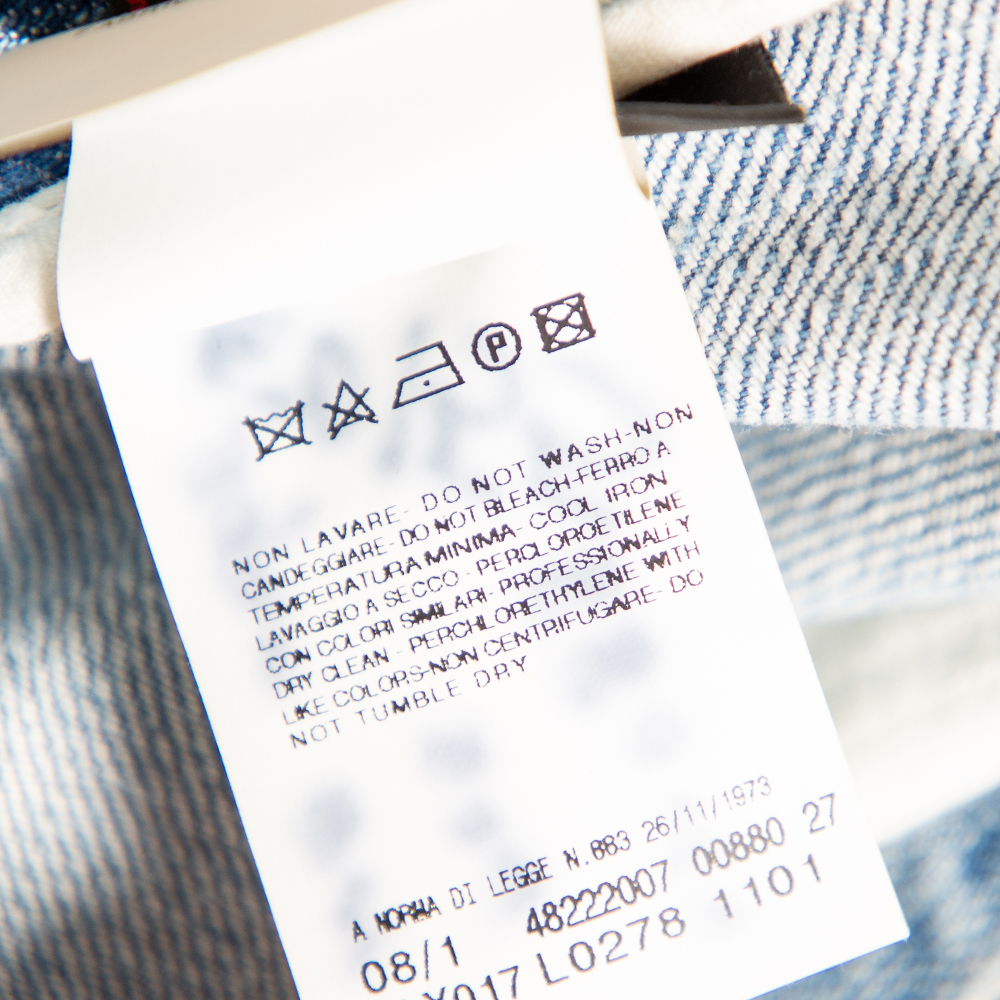 P
NON LAVARE- DO NOT WASH-NON
CANDEGGIARE-DO NOT BLEACH-FERRO A
TEMPERATURA MINIMA- COOL IRON
LAVAGGIO A SECCO - PERCLOROETILENE
CON COLORI SIMILARI- PROFESSIONALLY
DRY CLEAN - PERCHLORETHYLENE WITH
LIKE COLORS-NON CENTRIFUGARE- DO
NOT TUMBLE DRY
A NORMA DI LEGGE N.883 26/11/1973
08/1 48222007 00880 27
L0278 1101